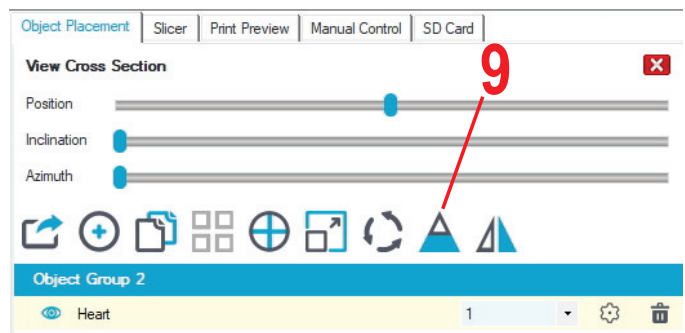 Object Placement Slicer Print Preview Manual Control SD Card
View Cross Section
9
Position
Inclination
Azimuth
Object Group 2
Heart 1